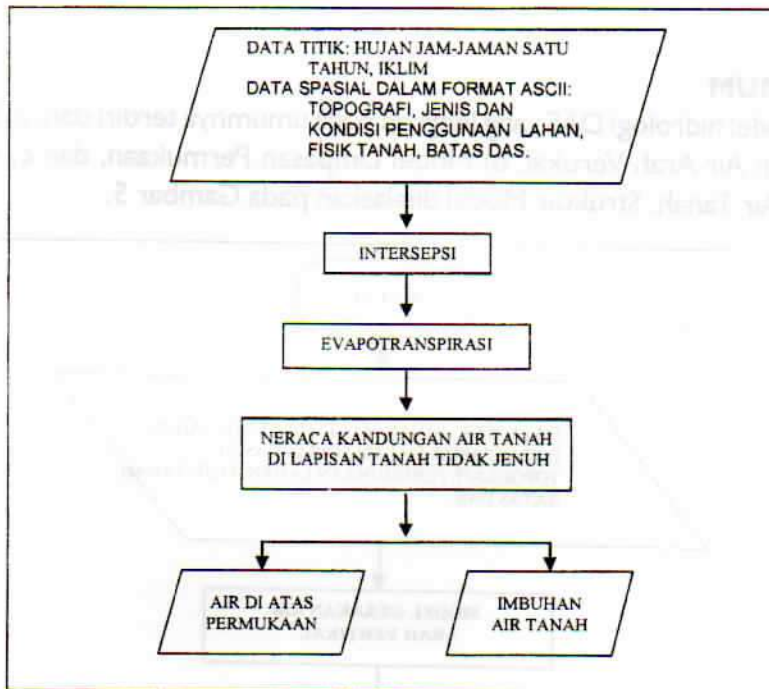 DATA TITIK: HUJAN JAM-JAMAN SATU
TAHUN, IKLIM
DATA SPASIAL DALAM FORMAT ASCII:
TOPOGRAFI, JENIS DAN
KONDISI PENGGUNAAN LAHAN,
FISIK TANAH, BATAS DAS.
INTERSEPSI
EVAPOTRANSPIRASI
NERACA KANDUNGAN AIR TANAH
DI LAPISAN TANAH TIDAK JENUH
AIR DI ATAS
PERMUKAAN
IMBUHAN
AIR TANAH